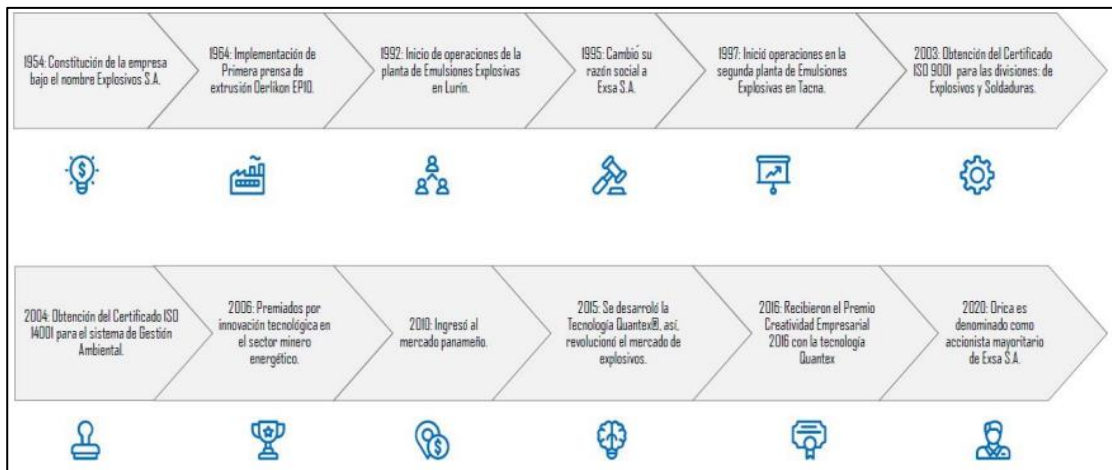 1954: Constitución de la empresa
bajo el nombre Explosivos S.A.
1964: Implementación de
Primera prensa de
extrusión Oerlikon EP10.
1992: Inicio de operaciones de la
planta de Emulsiones Explosivas
en Lurín.
1995: Cambió su
razón social a
Exsa S.A.
1997: Inició operaciones en la
segunda planta de Emulsiones
Explosivas en Tacna.
2003: Obtención del Certificado
ISO 9001 para las divisiones: de
Explosivos y Soldaduras.
2004: Obtención del Certificado ISO
14001 para el sistema de Gestión
Ambiental.
2006: Premiados por
innovación tecnológica en
el sector minero
energético.
2010: Ingresó al
mercado panameño.
2015: Se desarroló la
Tecnología Quantex®, así,
revolucionó el mercado de
explosivos.
2016: Recibieron el Premio
Creatividad Empresarial
2016 con la tecnología
Quantex
2020: Orica es
denominado como
accionista mayoritario
de Exsa S.A.